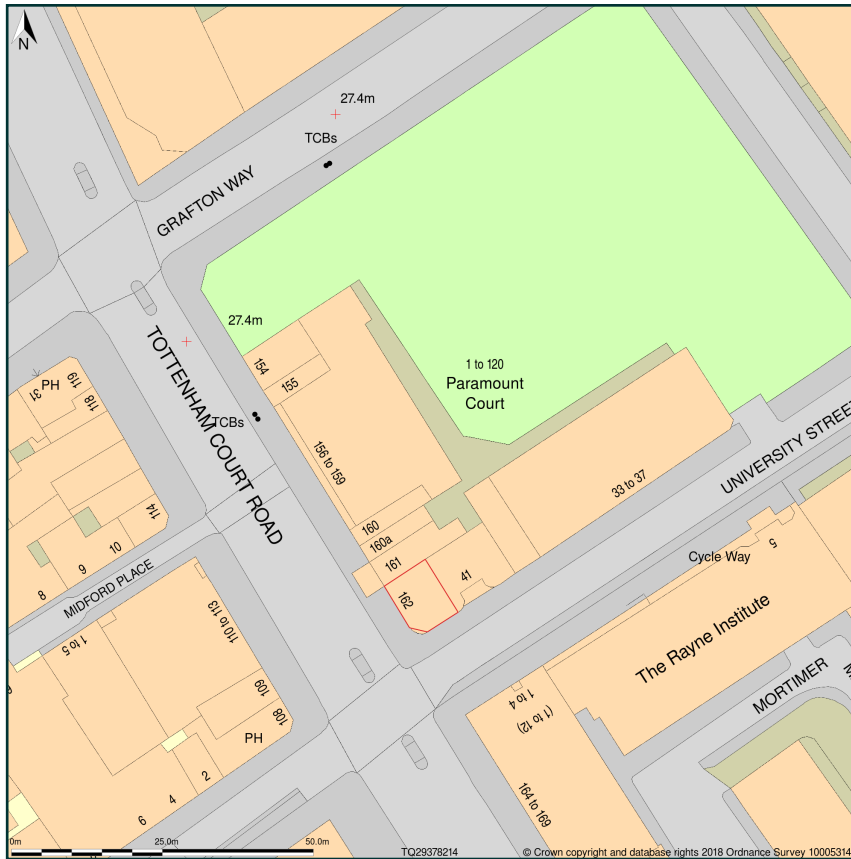 N
27.4m
TCBs
GRAFTON WAY
27.4m
TOTTENHAM COURT ROAD
154
155
1 to 120
Paramount
Court
PH
31
119
118
TCBs
156 to 159
33 to 37
UNIVERSITY STREET
114
160
160a
161
162
41
10
9
8
MIDFORD PLACE
Cycle Way
5
The Rayne Institute
110 to 113
1 to 5
109
108
PH
1 to 4
(1 to 12)
MORTIMER
164 to 169
2
4
6
0m
25.0m
50.0m
TQ29378214
© Crown copyright and database rights 2018 Ordnance Survey 10005314